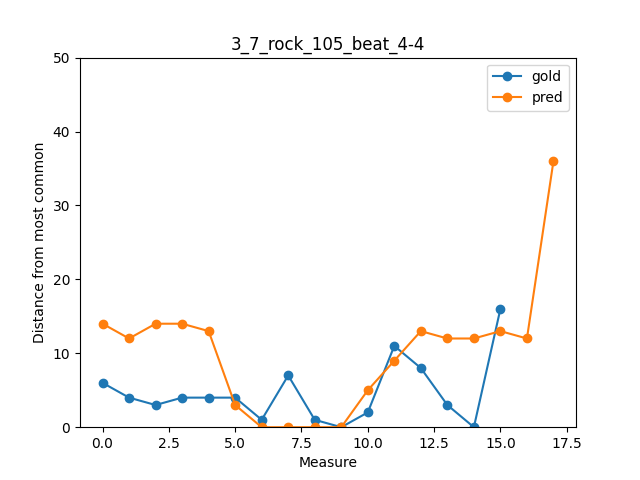 3_7_rock_105_beat_4-4
gold
pred
Distance from most common
50
40
30
20
10
0
0.0 2.5 5.0 7.5 10.0 12.5 15.0 17.5
Measure